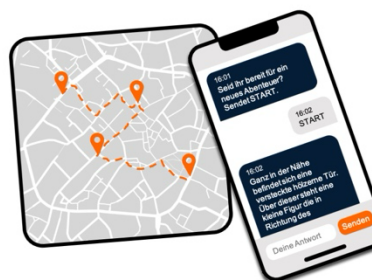 16:01
Seid ihr bereit für ein
neues Abenteuer?
Sendet START.
16:02
START
16:02
Ganz in der Nähe
befindet sich eine
versteckte hölzerne Tür.
Über dieser steht eine
kleine Figur die in
Richtung des
Deine Antwort
Senden